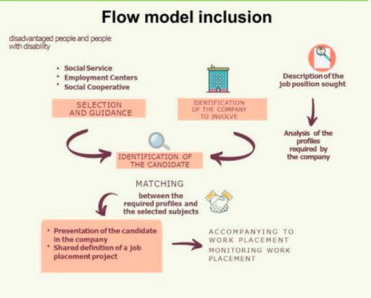 Flow model inclusion
disadvantaged people and people
with disability
• Social Service
• Employment Centers
• Social Cooperative
SELECTION
AND GUIDANCE
IDENTIFICATION
OF THE COMPANY
TO INVOLVE
Description of the
job position sought
Analysis of the
profiles
required by
the company
IDENTIFICATION OF
THE CANDIDATE
MATCHING
between the
required profiles and
the selected subjects
• Presentation of the candidate
in the company
• Shared definition of a Job
placement project
ACCOMPANYING TO
WORK PLACEMENT
MONITORING WORK
PLACEMENT